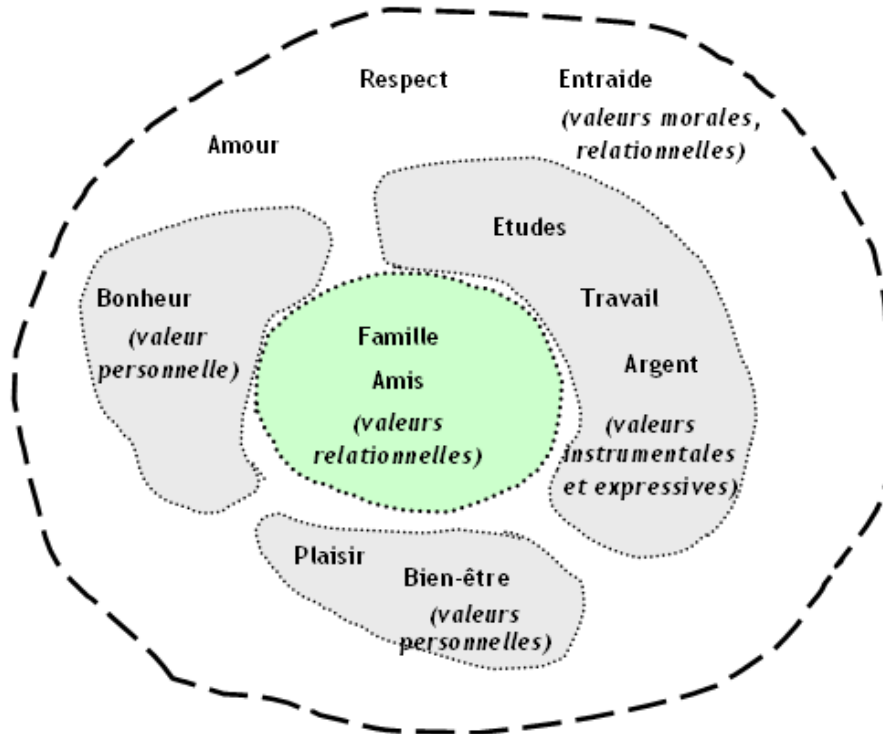 Respect
Entraide
(valeurs morales,
relationnelles)
Amour
Etudes
Bonheur
(valeur
personnelle)
Travail
Argent
(valeurs
instrumentales
et expressives)
Famille
Amis
(valeurs
relationnelles)
Plaisir
Bien-être
(valeurs
personnelles)